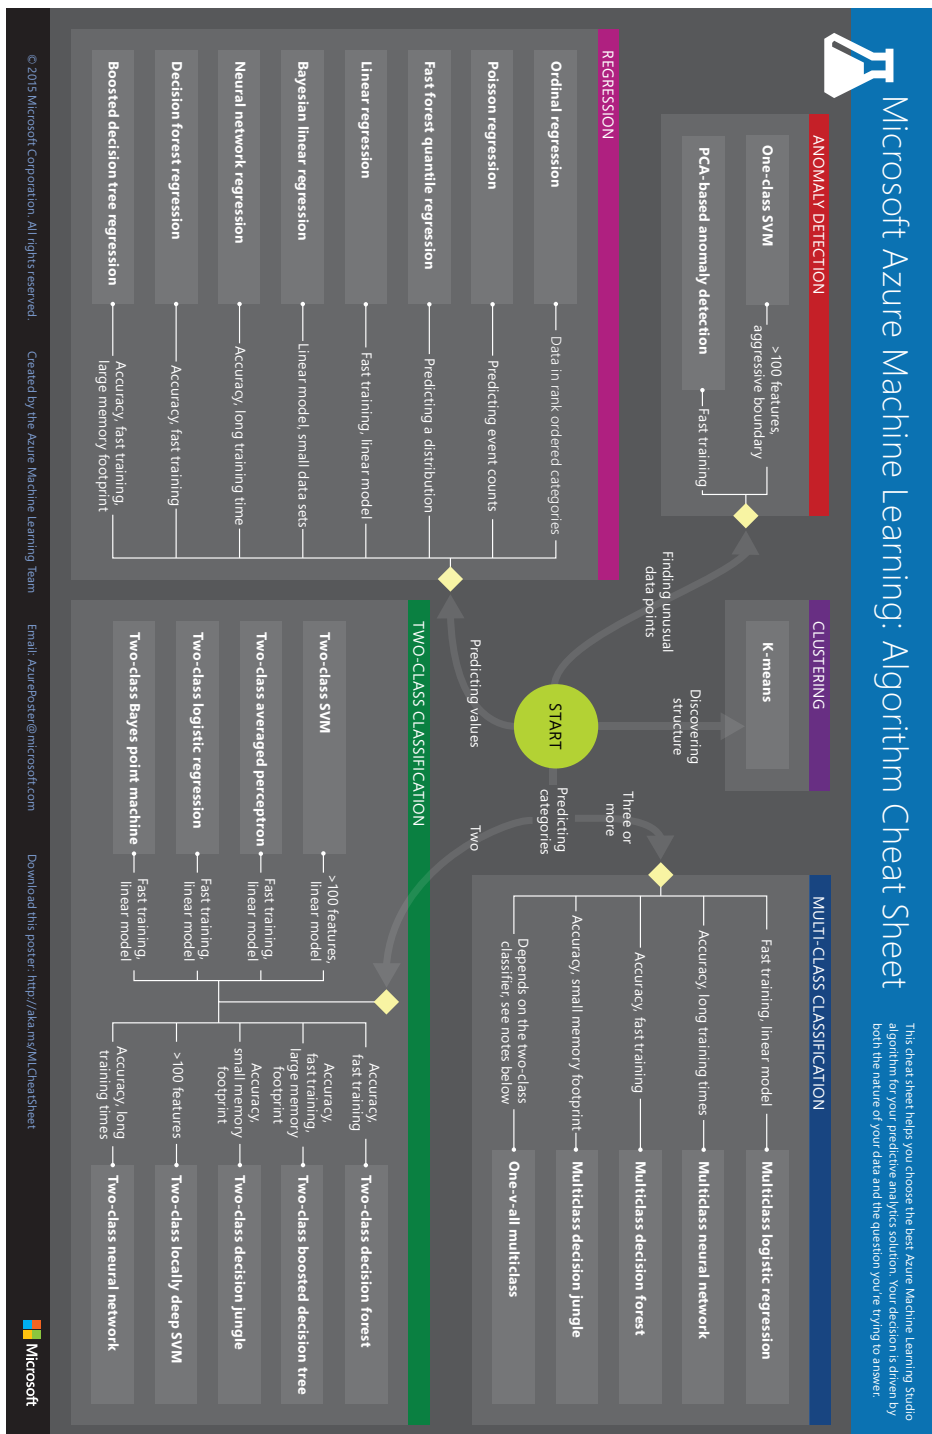 Microsoft Azure Machine Learning: Algorithm Cheat Sheet
This cheat sheet helps you choose the best Azure Machine Learning Studio
algorithm for your predictive analytics solution. Your decision is driven by
both the nature of your data and the question you're trying to answer.
ANOMALY DETECTION
One-class SVM
>100 features,
aggressive boundary
PCA-based anomaly detection
Fast training
CLUSTERING
K-means
MULTI-CLASS CLASSIFICATION
Fast training, linear model
Multiclass logistic regression
Accuracy, long training times
Multiclass neural network
Accuracy, fast training
Multiclass decision forest
Accuracy, small memory footprint
Multiclass decision jungle
Depends on the two-class
classifier, see notes below
One-v-all multiclass
Finding unusual
data points
Discovering
structure
START
Three or
more
Predicting
categories
Predicting values
Two
REGRESSION
Ordinal regression
Data in rank ordered categories
Poisson regression
Predicting event counts
Fast forest quantile regression
Predicting a distribution
Linear regression
Fast training, linear model
Bayesian linear regression
Linear model, small data sets
Neural network regression
Accuracy, long training time
Decision forest regression
Accuracy, fast training
Boosted decision tree regression
Accuracy, fast training,
large memory footprint
TWO-CLASS CLASSIFICATION
Two-class SVM
>100 features,
linear model
Two-class averaged perceptron
Fast training,
linear model
Two-class logistic regression
Fast training,
linear model
Two-class Bayes point machine
Fast training,
linear model
Accuracy,
fast training
Two-class decision forest
Accuracy,
fast training,
large memory
footprint
Two-class boosted decision tree
Accuracy,
small memory
footprint
Two-class decision jungle
>100 features
Two-class locally deep SVM
Accuracy, long
training times
Two-class neural network
© 2015 Microsoft Corporation. All rights reserved.
Created by the Azure Machine Learning Team
Email: AzurePoster@microsoft.com
Download this poster: http://aka.ms/MLCheatSheet
Microsoft